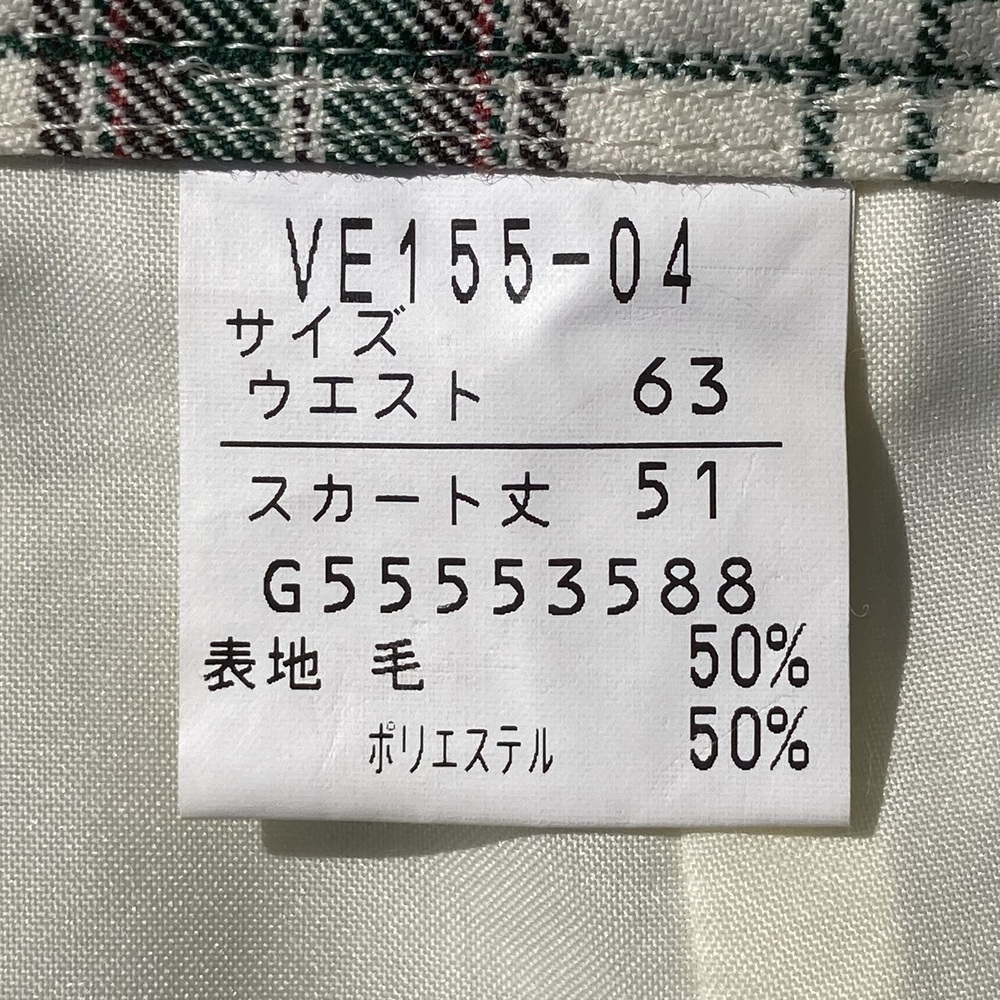 VE155-04
サイズ
ウエスト 63
スカート丈 51
G55553588
表地 毛 50%
ポリエステル 50%